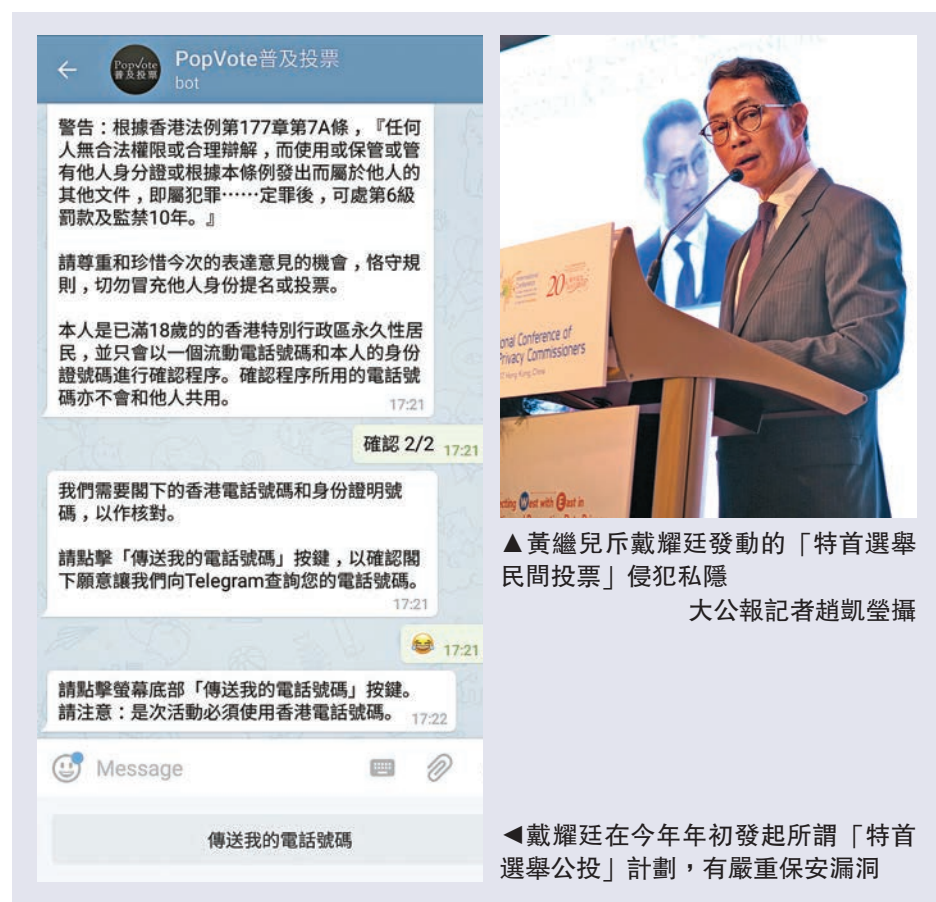 PopVote
普及投票
PopVote普及投票
bot
警告：根據香港法例第177章第7A條，『任何
人無合法權限或合理辯解，而使用或保管或管
有他人身分證或根據本條例發出而屬於他人的
其他文件，即屬犯罪⋯⋯定罪後，可處第6級
罰款及監禁10年。』
請尊重和珍惜今次的表達意見的機會，恪守規
則，切勿冒充他人身份提名或投票。
本人是已滿18歲的的香港特別行政區永久性居
民，並只會以一個流動電話號碼和本人的身份
證號碼進行確認程序。確認程序所用的電話號
碼亦不會和他人共用。
17:21
確認 2/2 17:21
我們需要閣下的香港電話號碼和身份證明號
碼，以作核對。
請點擊「傳送我的電話號碼」按鍵，以確認閣
下願意讓我們向Telegram查詢您的電話號碼。
17:21
17:21
請點擊螢幕底部「傳送我的電話號碼」按鍵。
請注意：是次活動必須使用香港電話號碼。 17:22
Message
傳送我的電話號碼
International
Conference
20
onal Conference of
Privacy Commissioners
Hong Kong, China
cting West with East in
▲黃繼兒斥戴耀廷發動的「特首選舉
民間投票」侵犯私隱
大公報記者趙凱瑩攝
◀戴耀廷在今年年初發起所謂「特首
選舉公投」計劃，有嚴重保安漏洞